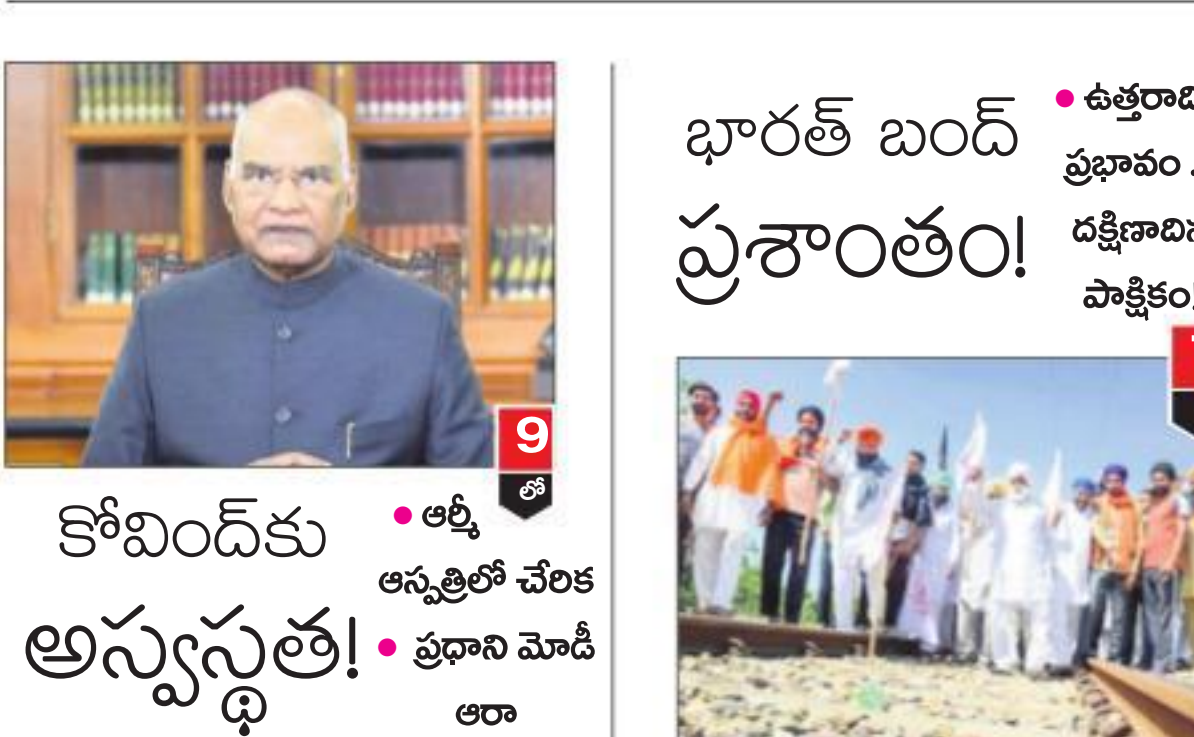 9
లో
కోవింద్‌కు
అస్వస్థత!
• ఆర్మీ
ఆస్పత్రిలో చేరిక
• ప్రధాని మోడీ
ఆరా
భారత్ బంద్
ప్రశాంతం!
ప్రభావం